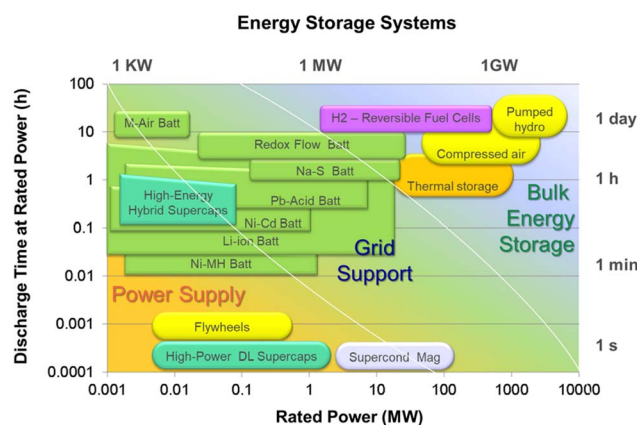 Energy Storage Systems
1 KW
1 MW
1GW
Discharge Time at Rated Power (h)
100
10
1
0.1
0.01
0.001
0.0001
1 day
1 h
1 min
1 s
M-Air Batt
H2 – Reversible Fuel Cells
Pumped
hydro
Redox Flow Batt
Compressed air
Na-S Batt
Thermal storage
High-Energy
Hybrid Supercaps
Pb-Acid Batt
Ni-Cd Batt
Li-ion Batt
Ni-MH Batt
Bulk
Energy
Storage
Grid
Support
Power Supply
Flywheels
High-Power DL Supercaps
Supercond Mag
0.001
0.01
0.1
1
10
100
1000
10000
Rated Power (MW)